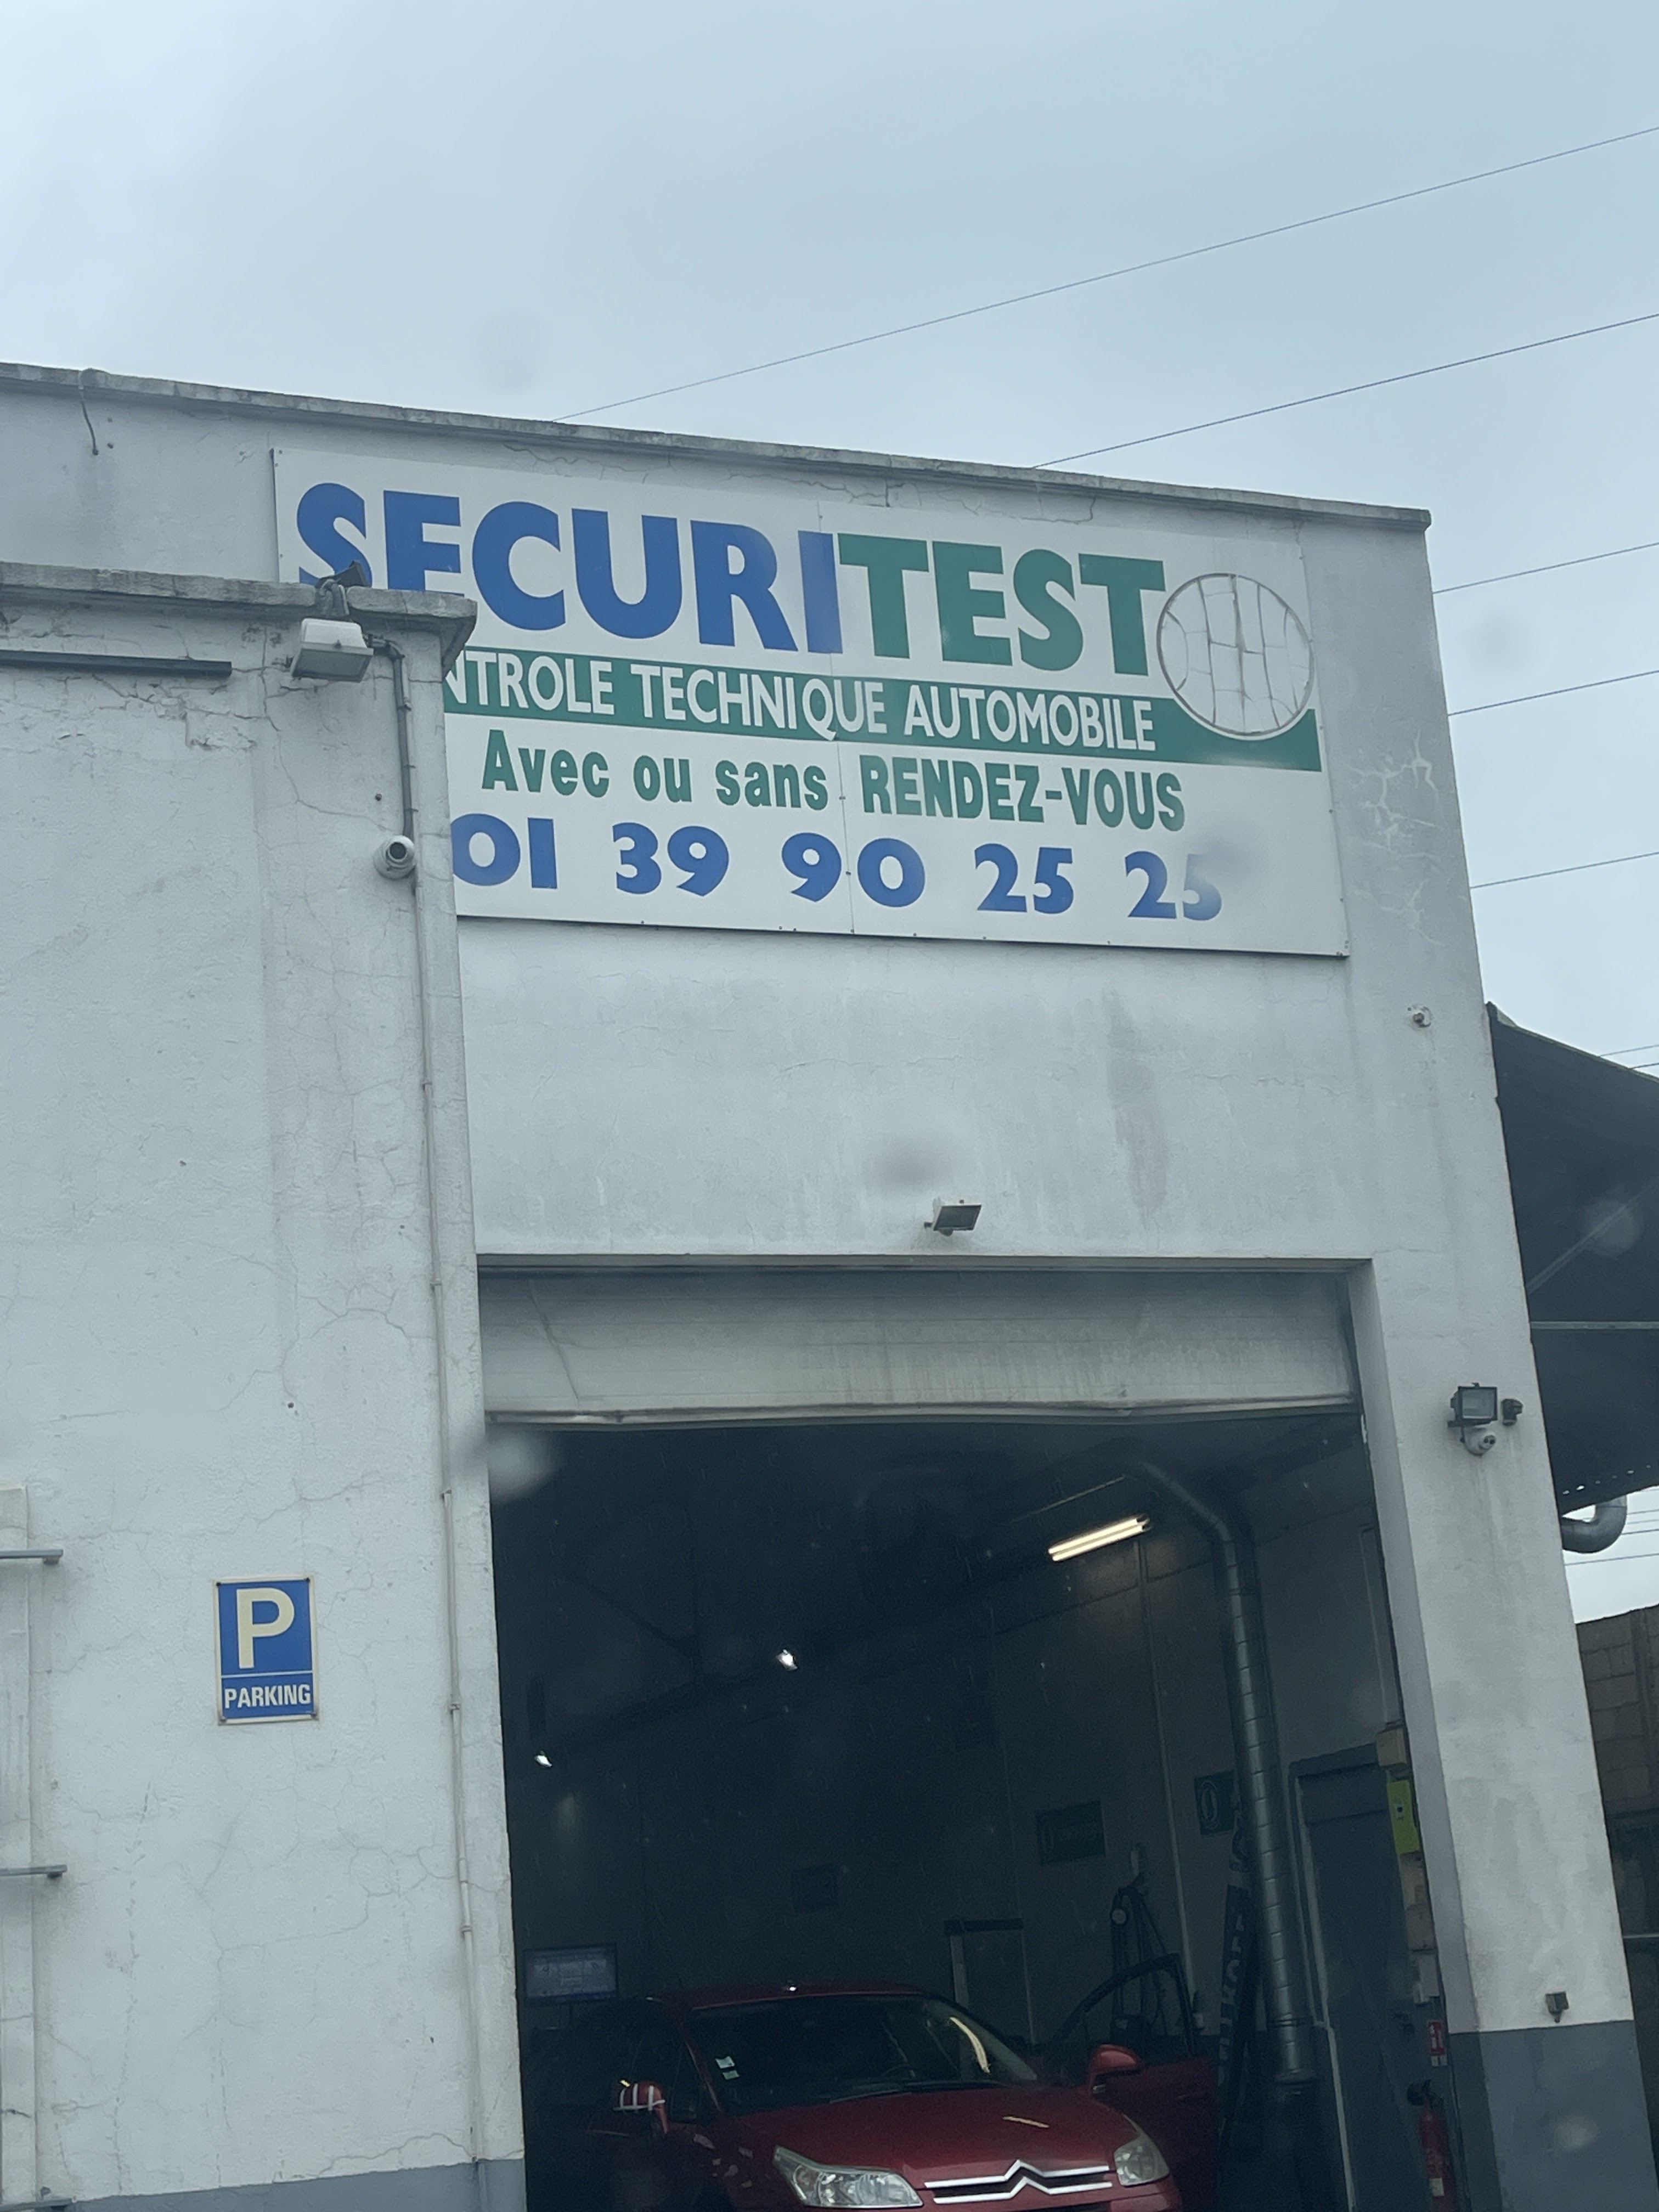 SECURITEST
NTROLE TECHNIQUE AUTOMOBILE
Avec ou sans RENDEZ-VOUS
01 39 90 25 25
P
PARKING